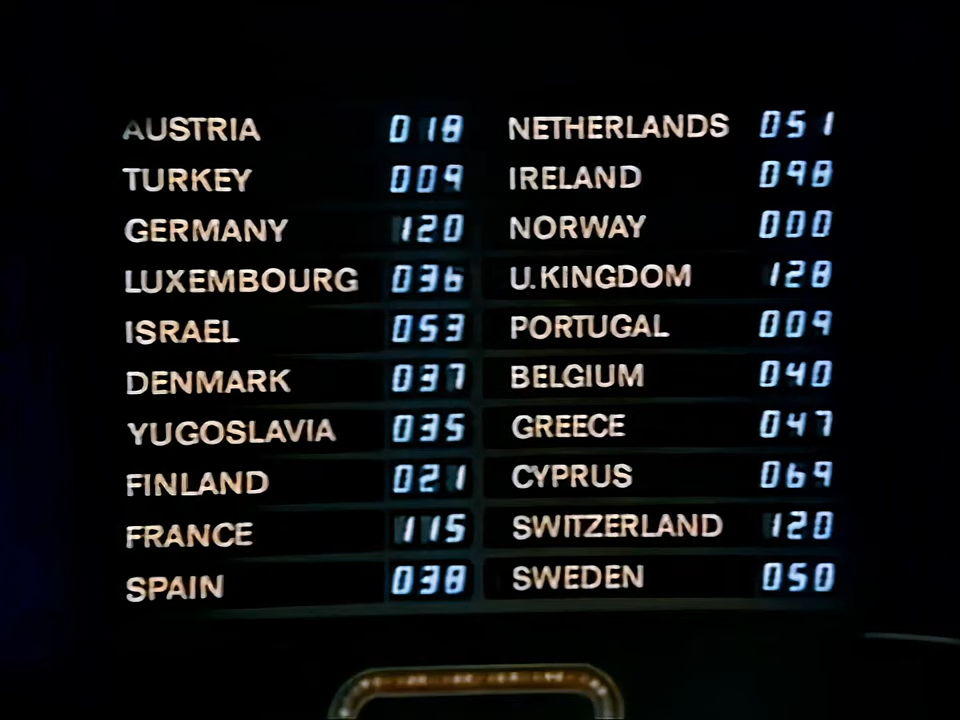 AUSTRIA 018 NETHERLANDS 051
TURKEY 009 IRELAND 098
GERMANY 120 NORWAY 000
LUXEMBOURG 036 U.KINGDOM 128
ISRAEL 053 PORTUGAL 009
DENMARK 037 BELGIUM 040
YUGOSLAVIA 035 GREECE 047
FINLAND 021 CYPRUS 069
FRANCE 115 SWITZERLAND 120
SPAIN 038 SWEDEN 050